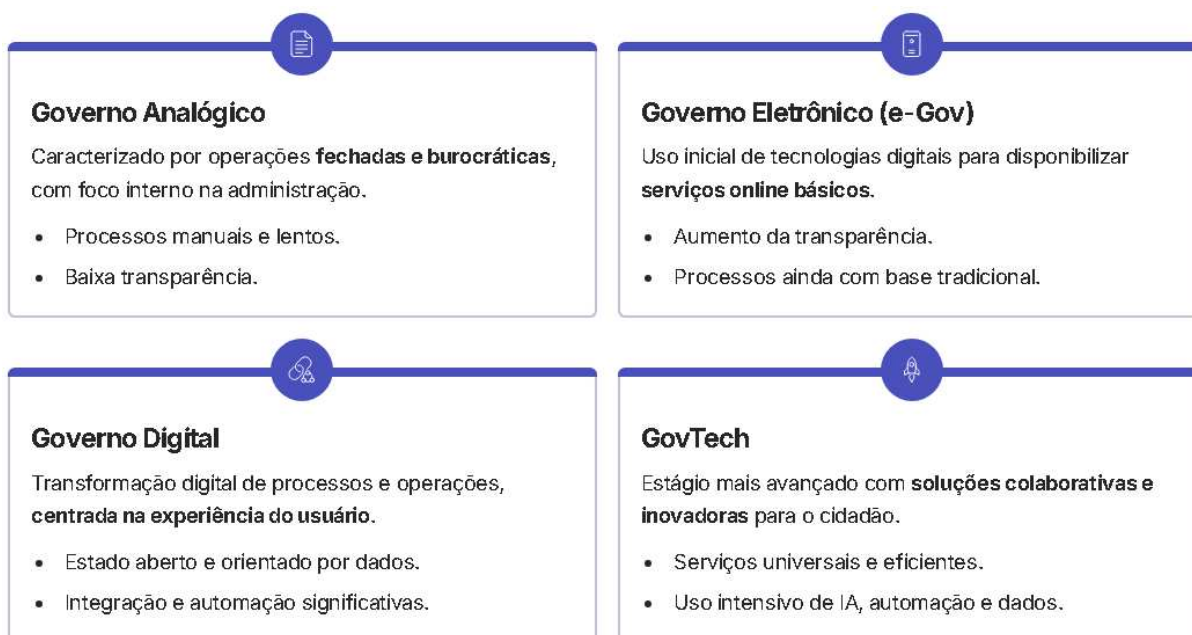 Governo Analógico
Caracterizado por operações fechadas e burocráticas,
com foco interno na administração.
• Processos manuais e lentos.
• Baixa transparência.
Governo Eletrônico (e-Gov)
Uso inicial de tecnologias digitais para disponibilizar
serviços online básicos.
• Aumento da transparência.
• Processos ainda com base tradicional.
Governo Digital
Transformação digital de processos e operações,
centrada na experiência do usuário.
• Estado aberto e orientado por dados.
• Integração e automação significativas.
GovTech
Estágio mais avançado com soluções colaborativas e
inovadoras para o cidadão.
• Serviços universais e eficientes.
• Uso intensivo de IA, automação e dados.